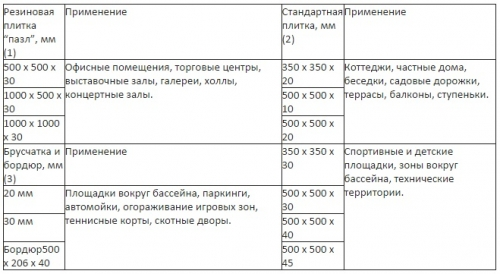 Резиновая
плитка
“пазл”, мм
(1)
Применение
Стандартная
плитка, мм
(2)
Применение
500 x 500 x
30
1000 x 500 x
30
1000 x 1000
x 30
Офисные помещения, торговые центры,
выставочные залы, галереи, холлы,
концертные залы.
350 x 350 x
20
500 x 500 x
10
500 x 500 x
20
Коттеджи, частные дома,
беседки, садовые дорожки,
террасы, балконы, ступеньки.
Брусчатка и
бордюр, мм
(3)
Применение
350 x 350 x
30
Спортивные и детские
площадки, зоны вокруг
бассейна, технические
территории.
20 мм
30 мм
Бордюр500
x 206 x 40
Площадки вокруг бассейна, паркинги,
автомойки, огораживание игровых зон,
теннисные корты, скотные дворы.
500 x 500 x
30
500 x 500 x
40
500 x 500 x
45